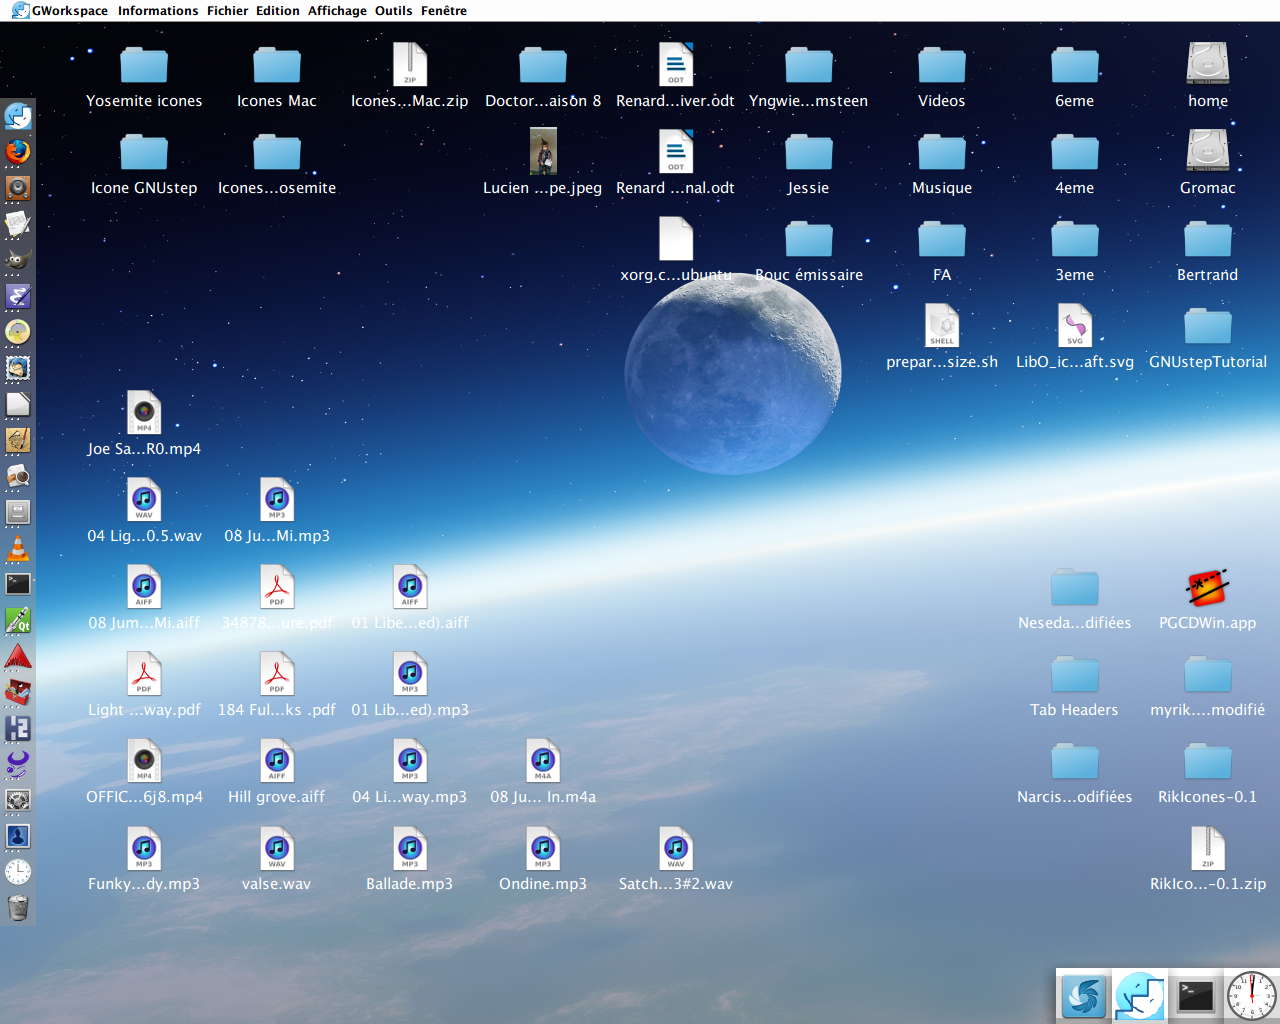 GWorkspace Informations Fichier Edition Affichage Outils Fenêtre
Yosemite icones Icones Mac Icones...Mac.zip Doctor...aison 8 Renard...iver.odt Yngwie...msteen Videos 6eme home
Icone GNUstep Icones...osemite Lucien ...pe.jpeg Renard ...nal.odt Jessie Musique 4eme Gromac
xorg.c...ubuntu Bouc émissaire FA 3eme Bertrand
prepar...size.sh LibO_ic...aft.svg GNUstepTutorial
Joe Sa...R0.mp4
04 Lig...0.5.wav 08 Ju...Mi.mp3
08 Jum...Mi.aiff 34878...ure.pdf 01 Libe...ed).aiff Neseda...difiées PGCDWin.app
Light ...way.pdf 184 Ful...ks .pdf 01 Lib...ed).mp3 Tab Headers myrik....modifié
OFFIC...6j8.mp4 Hill grove.aiff 04 Li...way.mp3 08 Ju... In.m4a Narcis...odifiées RikIcones-0.1
Funky...dy.mp3 valse.wav Ballade.mp3 Ondine.mp3 Satch...3#2.wav RikIco...-0.1.zip